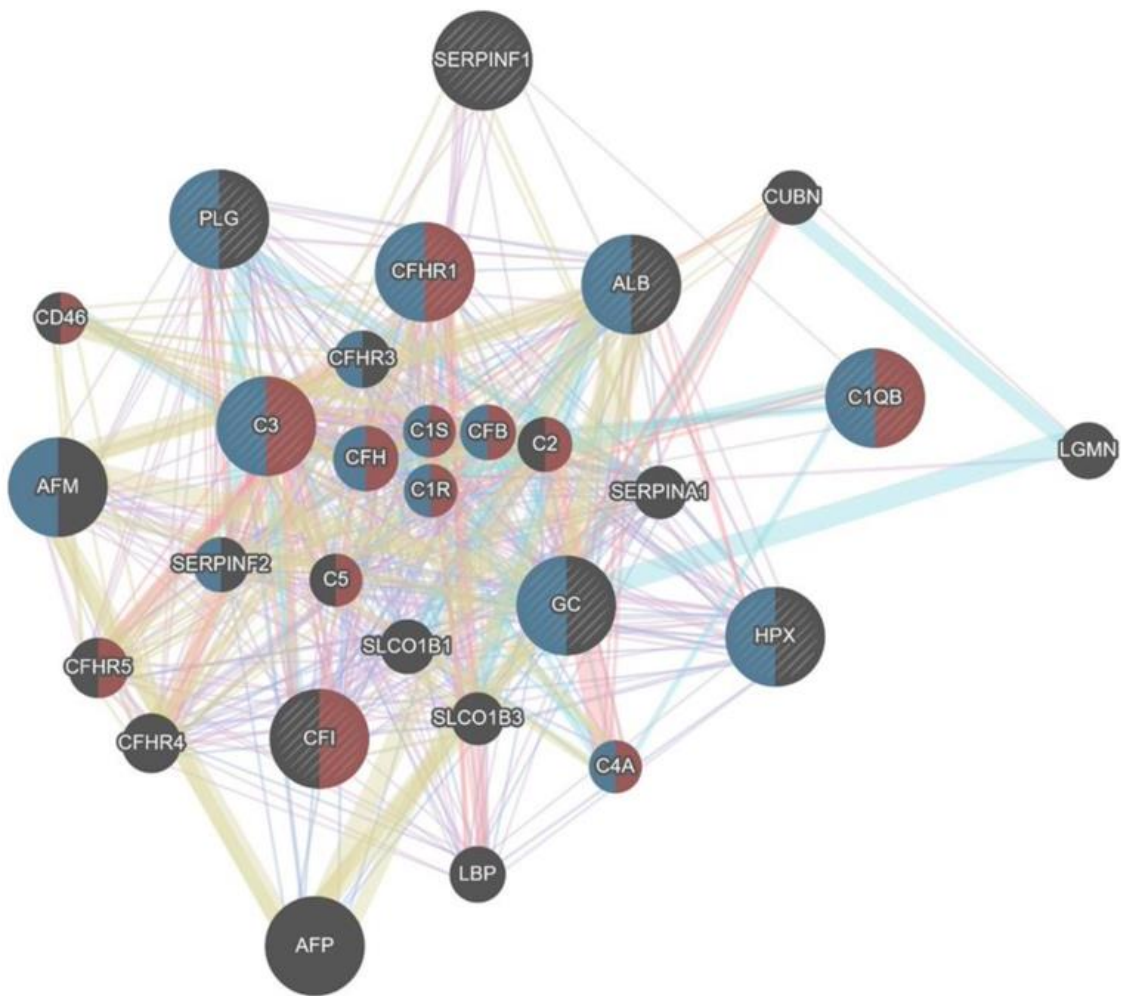 SERPINF1
CUBN
PLG
CFHR1
ALB
CD46
CFHR3
C1QB
C3
C1S
CFB
C2
CFH
LGMN
AFM
C1R
SERPINA1
SERPINF2
C5
GC
HPX
SLCO1B1
CFHR5
SLCO1B3
CFHR4
CFI
C4A
LBP
AFP